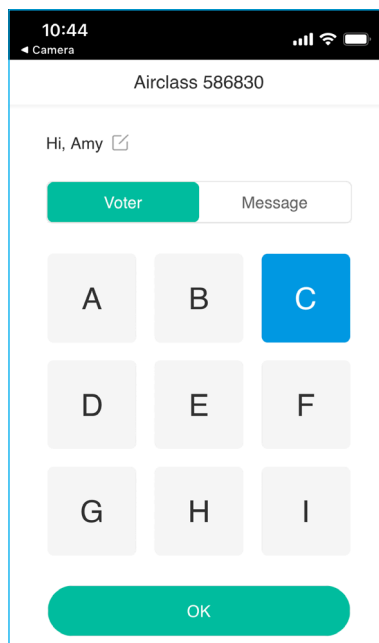 10:44
◀ Camera
Airclass 586830
Hi, Amy
Voter Message
A B C
D E F
G H I
OK